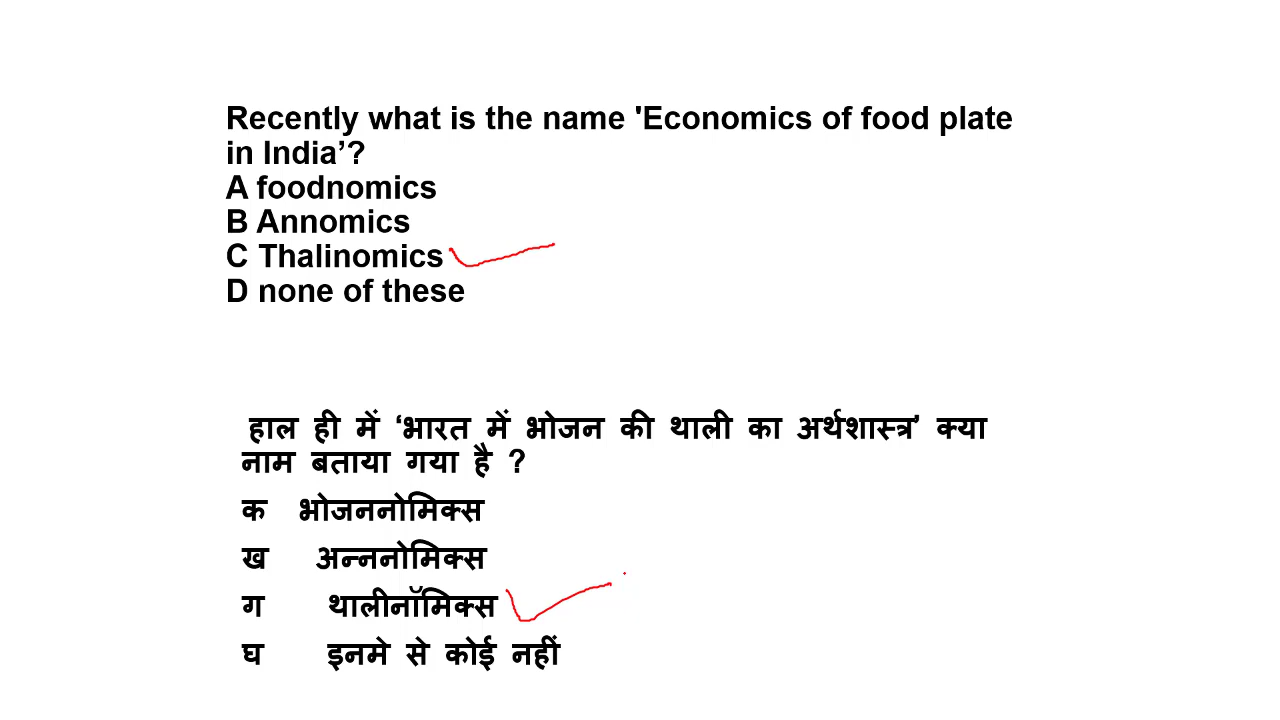 Recently what is the name 'Economics of food plate
in India’?
A foodnomics
B Annomics
C Thalinomics
D none of these
हाल ही में ‘भारत में भोजन की थाली का अर्थशास्त्र’ क्या
नाम बताया गया है ?
क भोजननोमिक्स
ख अन्ननोमिक्स
ग थालीनॉमिक्स
घ इनमे से कोई नहीं